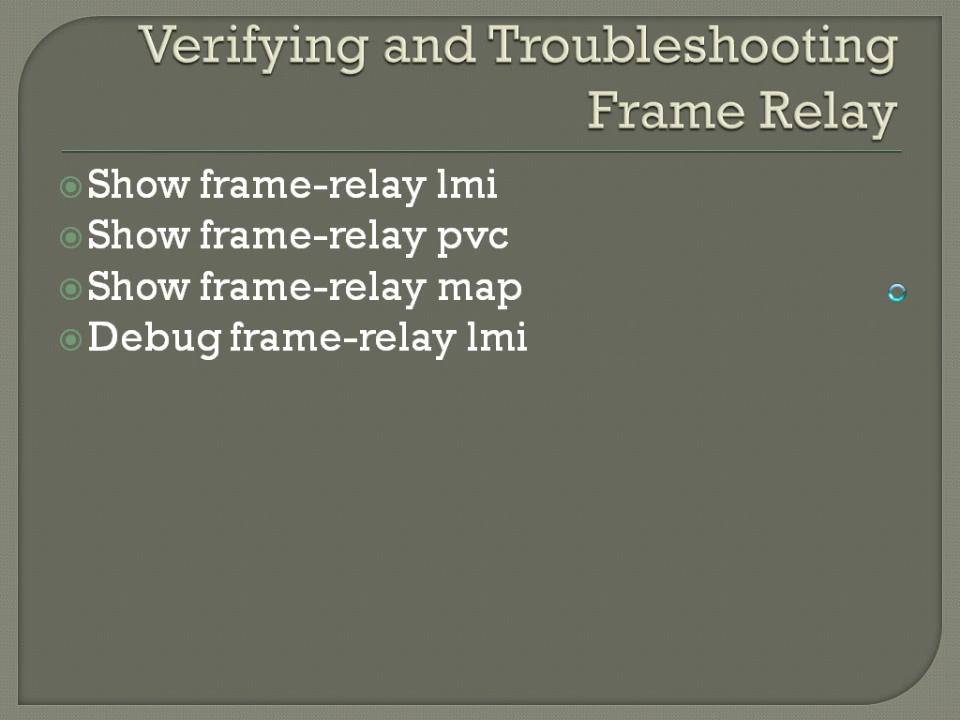 Verifying and Troubleshooting
Frame Relay
Show frame-relay lmi
Show frame-relay pvc
Show frame-relay map
Debug frame-relay lmi